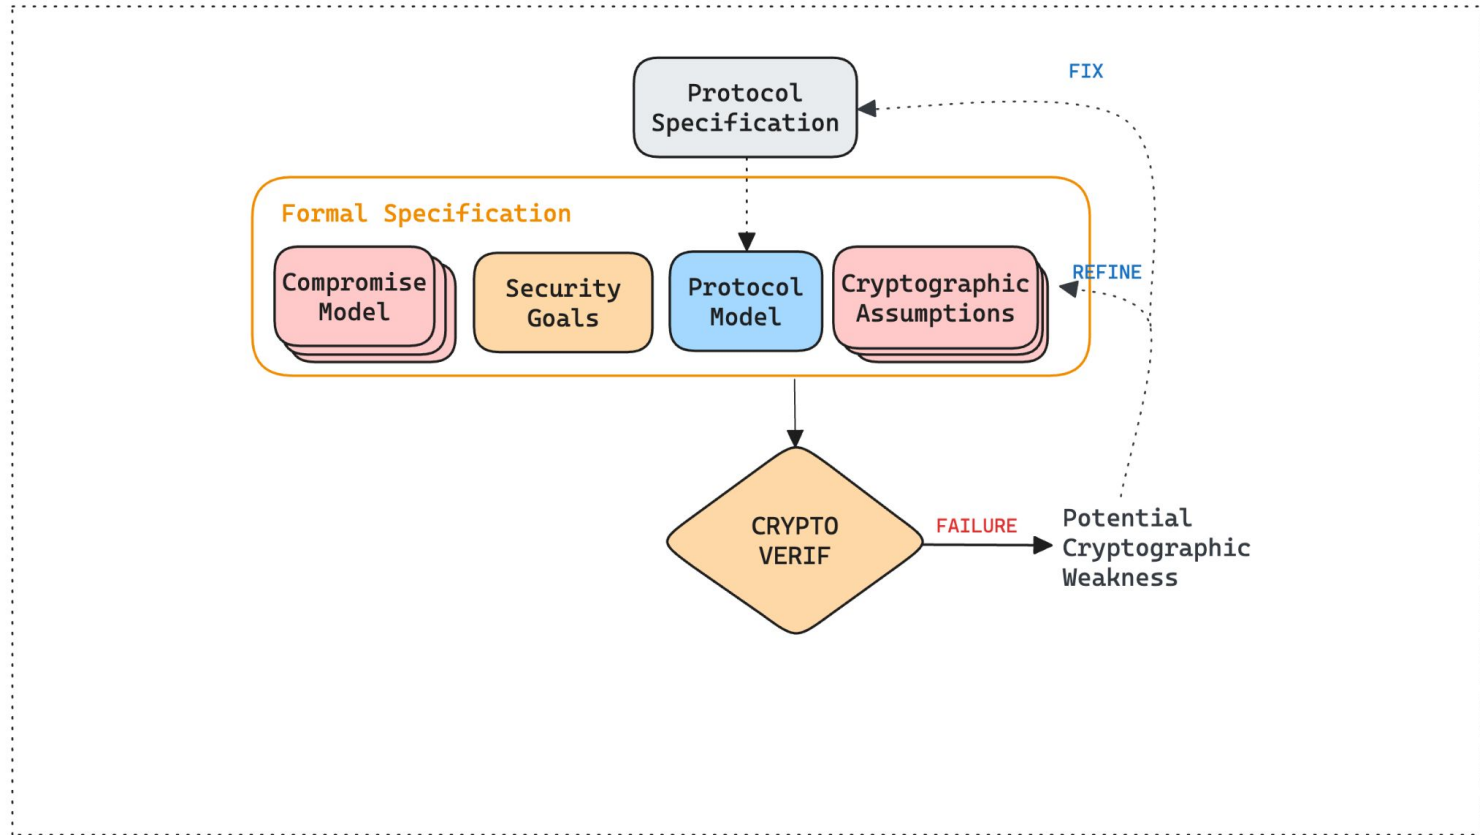 FIX
Protocol
Specification
Formal Specification
Compromise
Model
Security
Goals
Protocol
Model
Cryptographic
Assumptions
REFINE
CRYPTO
VERIF
FAILURE
Potential
Cryptographic
Weakness